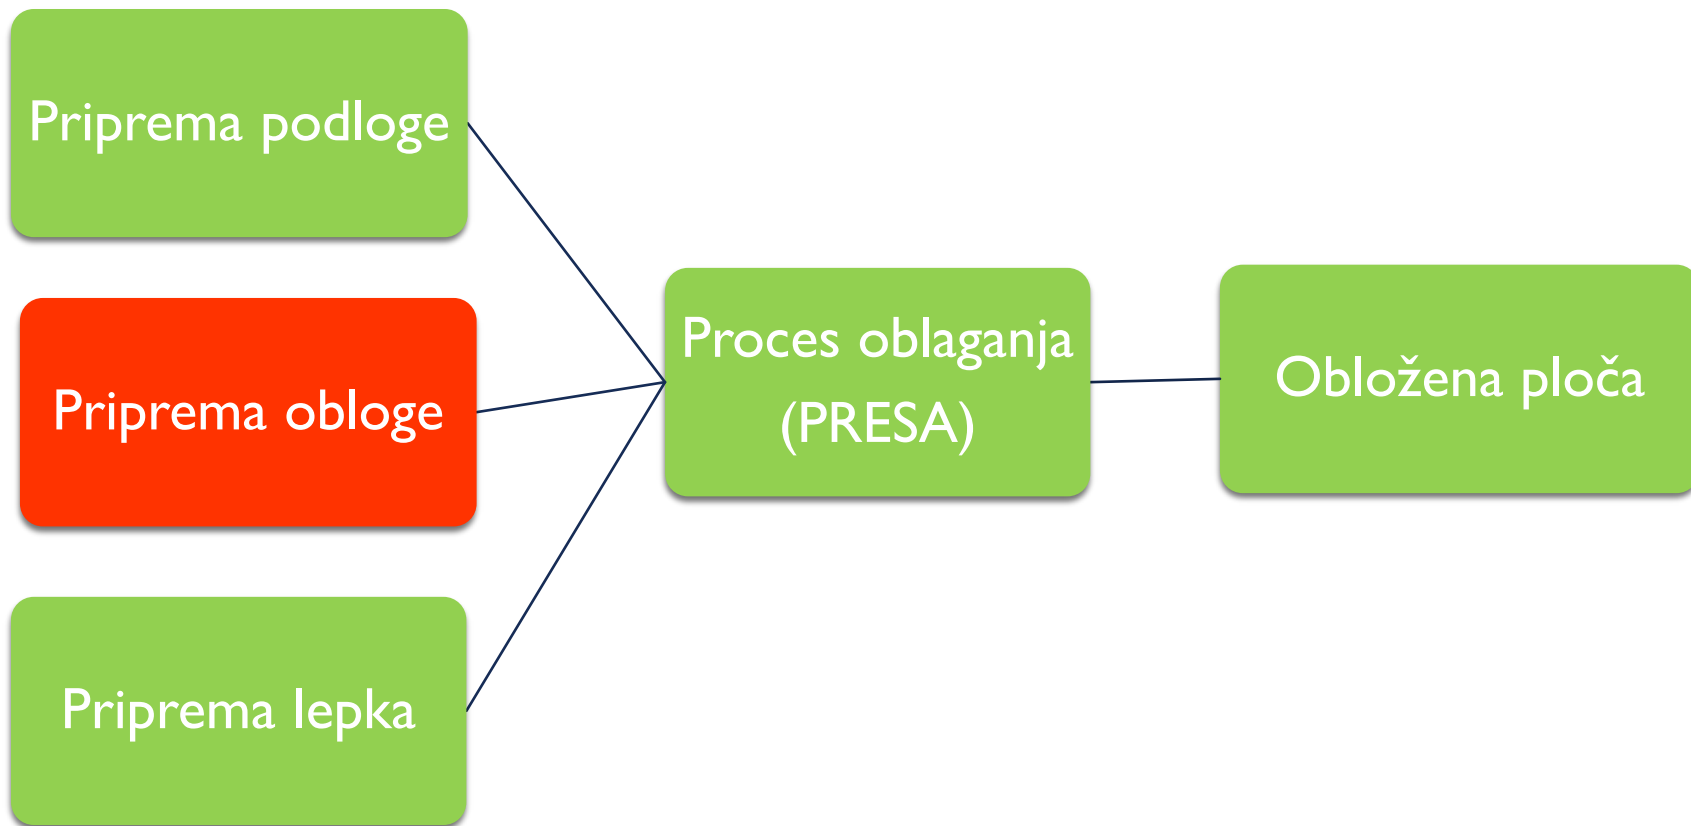 Priprema podloge
Priprema obloge
Priprema lepka
Proces oblaganja
(PRESA)
Obložena ploča